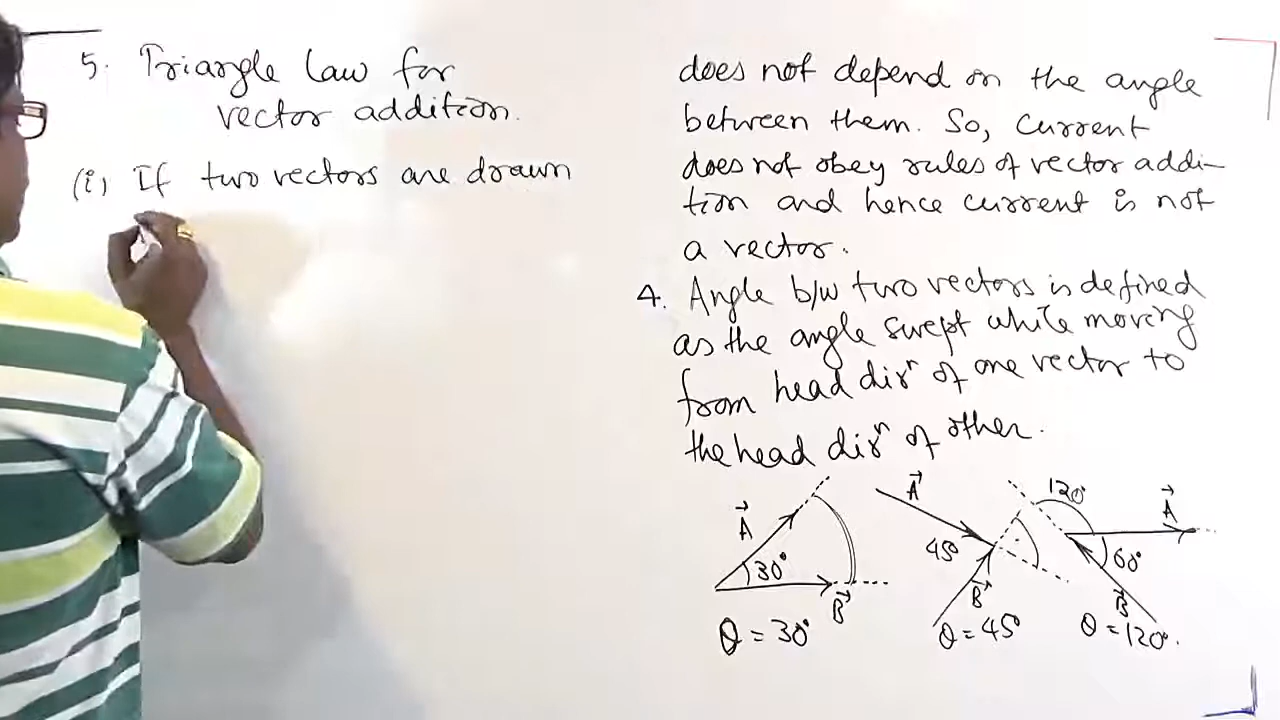 5. Triangle law for
vector addition.
(i) If two vectors are drawn
does not depend on the angle
between them. So, current
does not obey rules of vector addi-
tion and hence current is not
a vector.
4. Angle b/w two vectors is defined
as the angle swept while moving
from head dirⁿ of one vector to
the head dirⁿ of other.
A⃗
30°
B⃗
θ = 30°
A⃗
45°
B⃗
θ = 45°
120°
A⃗
60°
B⃗
θ = 120°.